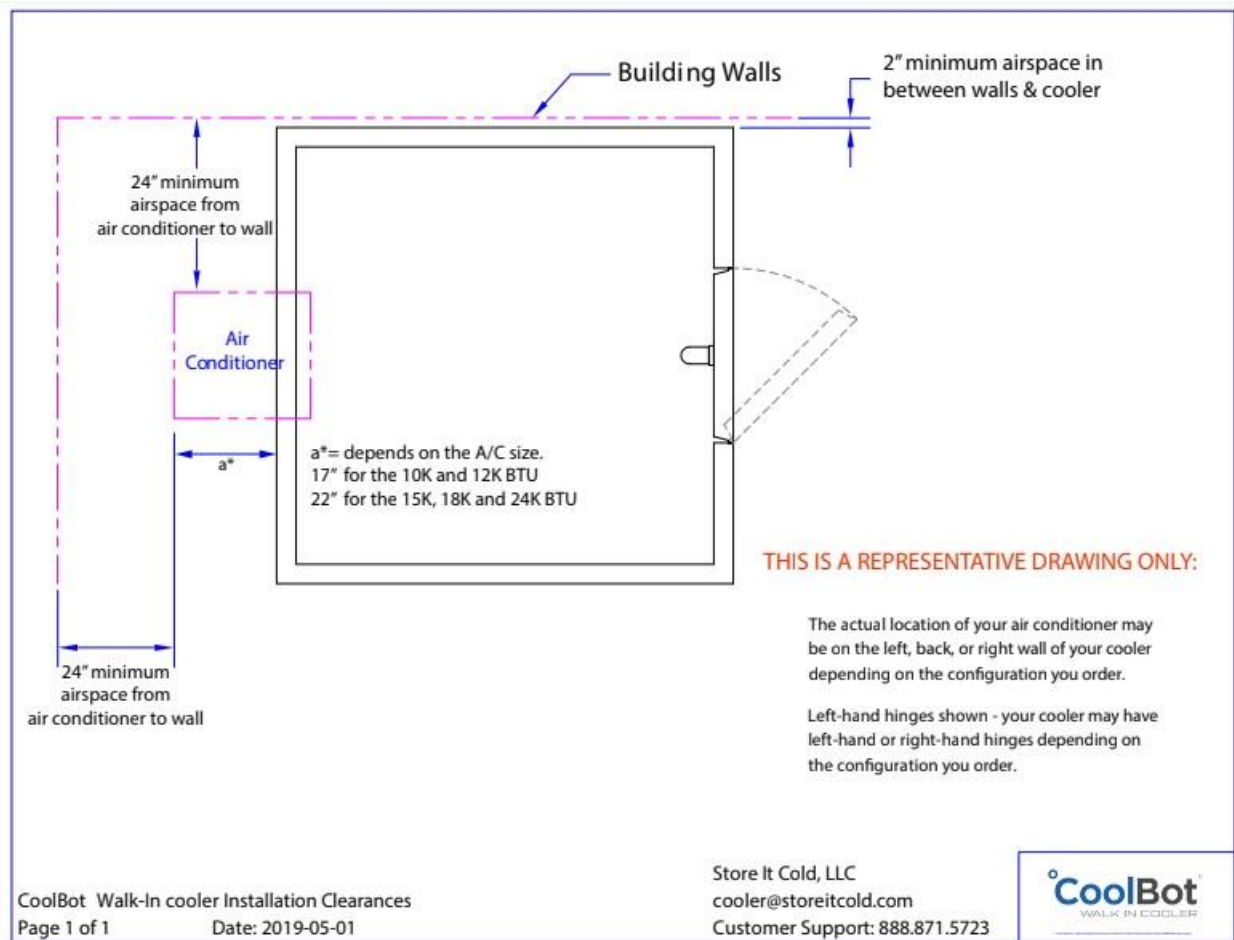 Building Walls
2" minimum airspace in
between walls & cooler
24" minimum
airspace from
air conditioner to wall
Air
Conditioner
a*
a*= depends on the A/C size.
17" for the 10K and 12K BTU
22" for the 15K, 18K and 24K BTU
THIS IS A REPRESENTATIVE DRAWING ONLY:
The actual location of your air conditioner may
be on the left, back, or right wall of your cooler
depending on the configuration you order.
Left-hand hinges shown - your cooler may have
left-hand or right-hand hinges depending on
the configuration you order.
24" minimum
airspace from
air conditioner to wall
CoolBot Walk-In cooler Installation Clearances
Page 1 of 1 Date: 2019-05-01
Store It Cold, LLC
cooler@storeitcold.com
Customer Support: 888.871.5723
°CoolBot
WALK IN COOLER